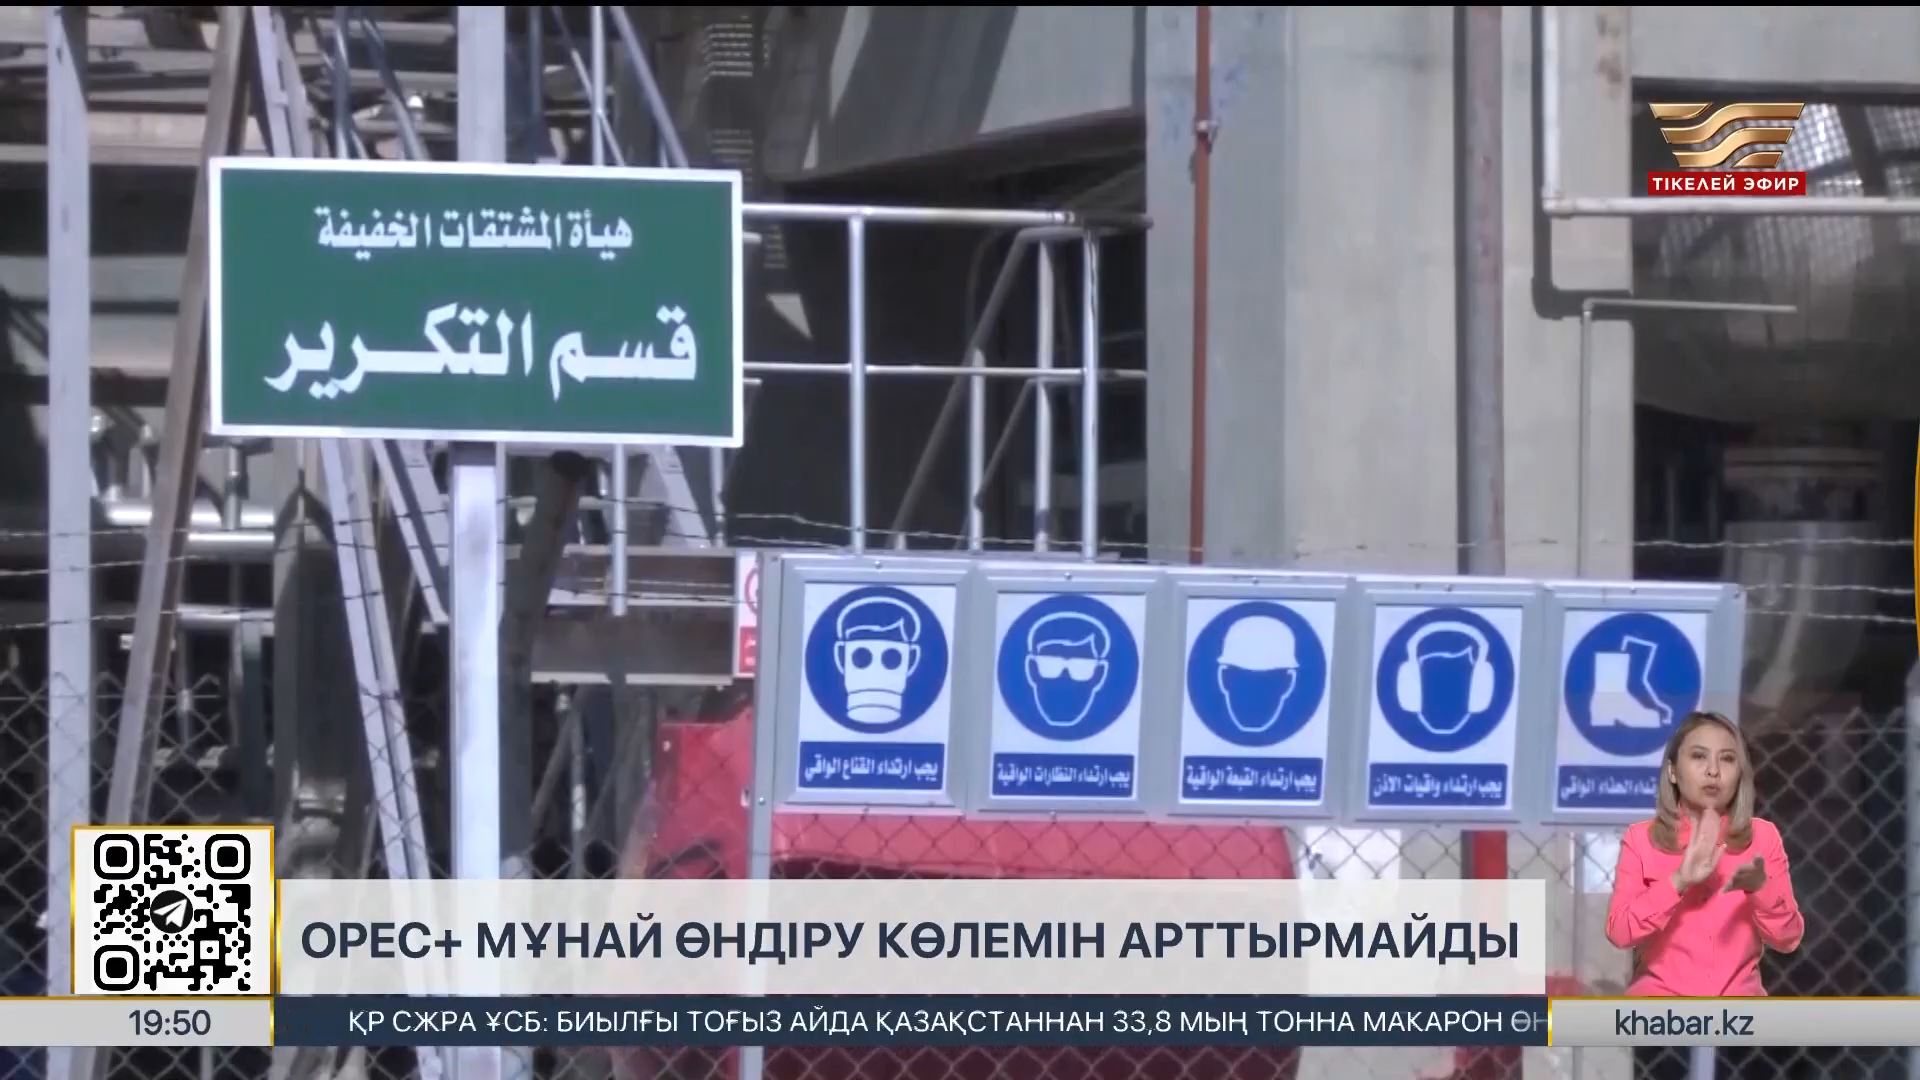 هيأة المشتقات الخفيفة
قسم التكرير
ТІКЕЛЕЙ ЭФИР
يجب ارتداء القناع الواقي
يجب ارتداء النظارات الواقية
يجب ارتداء القبعة الواقية
يجب ارتداء واقيات الاذن
الحذاء الواقي
OPEC+ МҰНАЙ ӨНДІРУ КӨЛЕМІН АРТТЫРМАЙДЫ
19:50
ҚР СЖРА ҰСБ: БИЫЛҒЫ ТОҒЫЗ АЙДА ҚАЗАҚСТАННАН 33,8 МЫҢ ТОННА МАКАРОН
khabar.kz